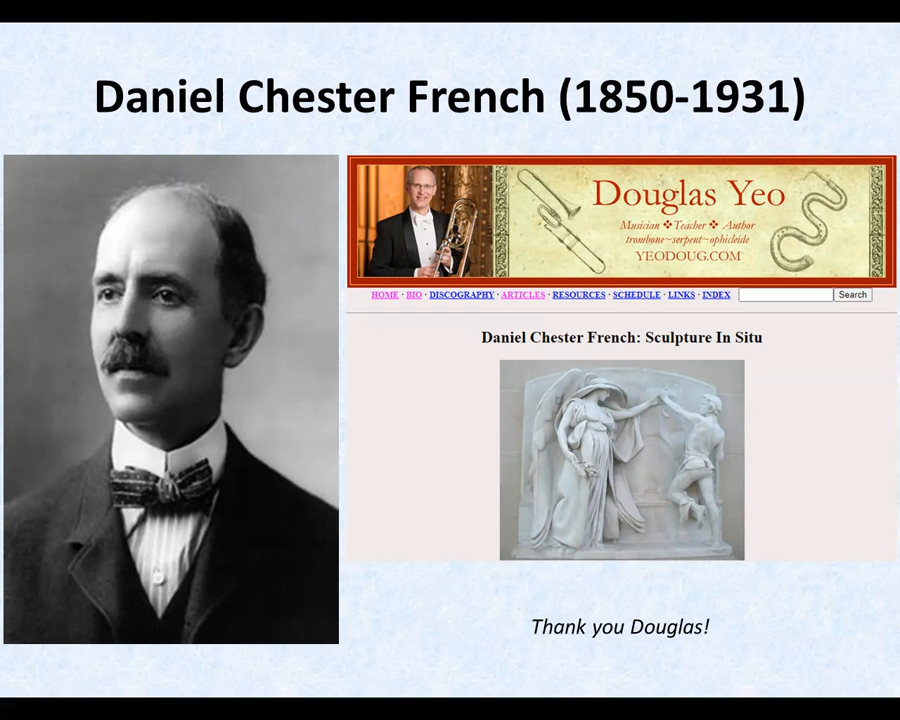 Daniel Chester French (1850-1931)
Douglas Yeo
Musician ❖ Teacher ❖ Author
trombone~serpent~ophicleide
YEODOUG.COM
HOME · BIO · DISCOGRAPHY · ARTICLES · RESOURCES · SCHEDULE · LINKS · INDEX Search
Daniel Chester French: Sculpture In Situ
Thank you Douglas!